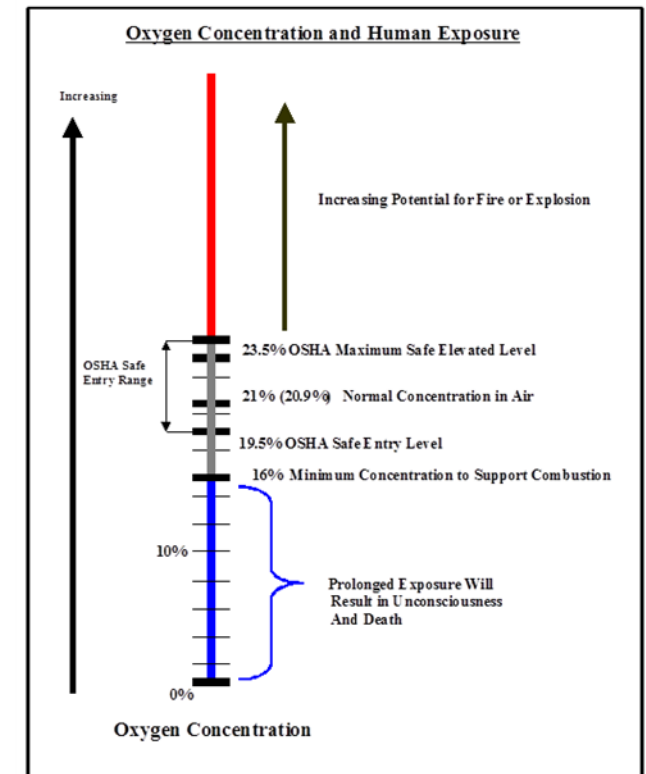 Oxygen Concentration and Human Exposure
Increasing
Increasing Potential for Fire or Explosion
23.5% OSHA Maximum Safe Elevated Level
OSHA Safe
Entry Range
21% (20.9%) Normal Concentration in Air
19.5% OSHA Safe Entry Level
16% Minimum Concentration to Support Combustion
10%
Prolonged Exposure Will
Result in Unconsciousness
And Death
0%
Oxygen Concentration